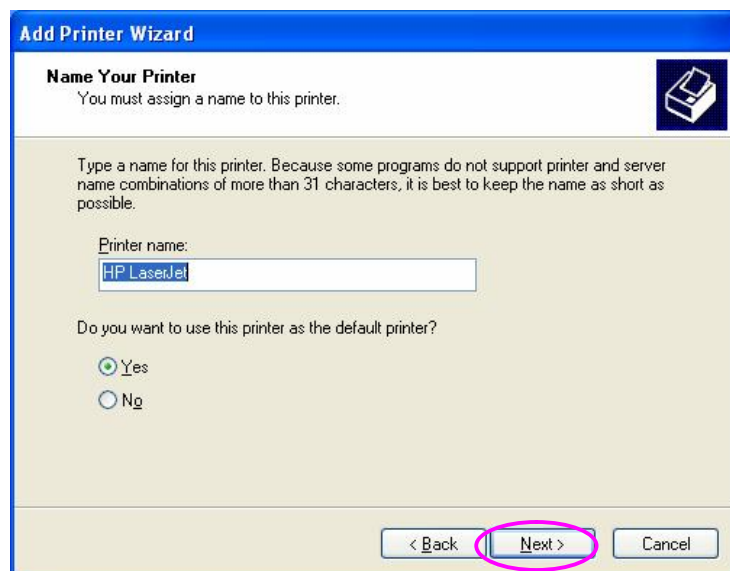 Add Printer Wizard
Name Your Printer
You must assign a name to this printer.
Type a name for this printer. Because some programs do not support printer and server
name combinations of more than 31 characters, it is best to keep the name as short as
possible.
Printer name:
HP LaserJet
Do you want to use this printer as the default printer?
Yes
No
< Back Next > Cancel